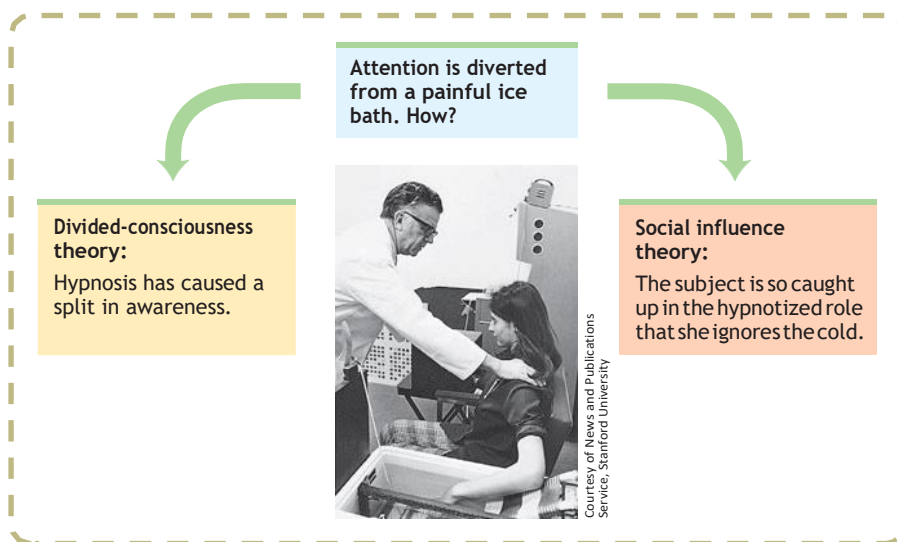 Attention is diverted
from a painful ice
bath. How?
Divided-consciousness
theory:
Hypnosis has caused a
split in awareness.
Social influence
theory:
The subject is so caught
up in the hypnotized role
that she ignores the cold.
Courtesy of News and Publications
Service, Stanford University